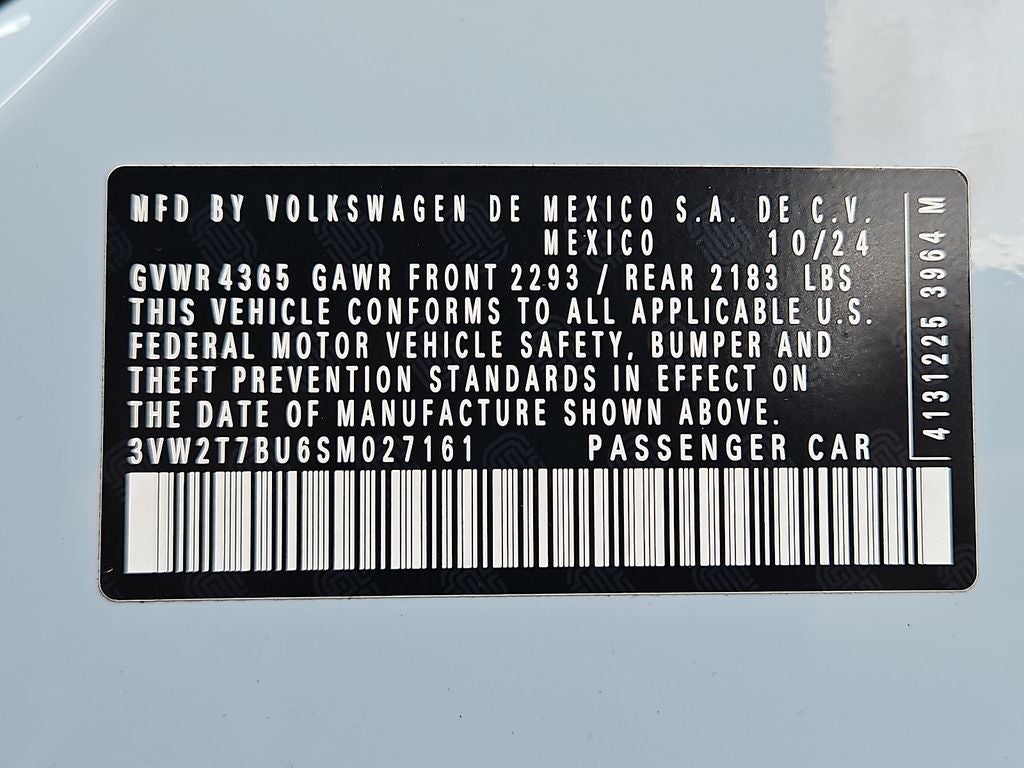 MFD BY VOLKSWAGEN DE MEXICO S.A. DE C.V.
MEXICO 10/24
GVWR 4365 GAWR FRONT 2293 / REAR 2183 LBS
THIS VEHICLE CONFORMS TO ALL APPLICABLE U.S.
FEDERAL MOTOR VEHICLE SAFETY, BUMPER AND
THEFT PREVENTION STANDARDS IN EFFECT ON
THE DATE OF MANUFACTURE SHOWN ABOVE.
3VW2T7BU6SM027161 PASSENGER CAR
4131225 3964 M